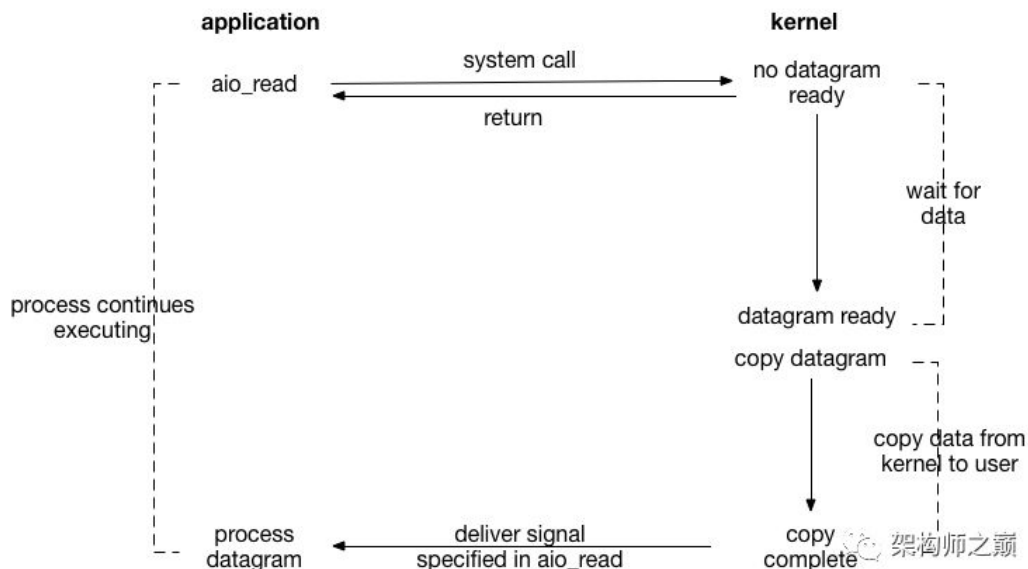 application
kernel
system call
aio_read
no datagram
ready
return
wait for
data
process continues
executing
datagram ready
copy datagram
copy data from
kernel to user
process
datagram
deliver signal
specified in aio_read
copy
complete
架构师之巅